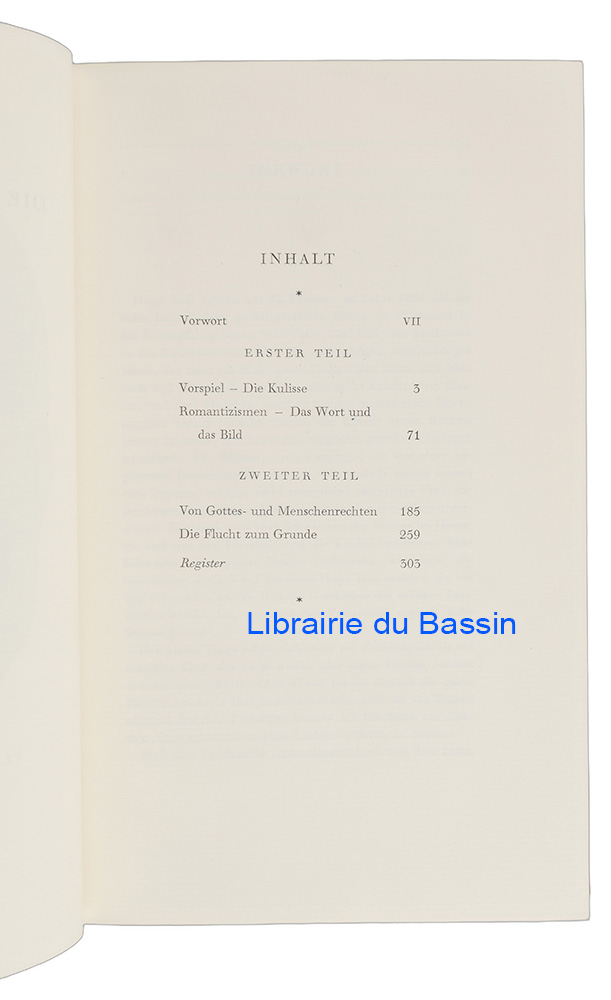 DIE
INHALT
*
Vorwort VII
ERSTER TEIL
Vorspiel – Die Kulisse 3
Romantizismen – Das Wort und
das Bild 71
ZWEITER TEIL
Von Gottes- und Menschenrechten 185
Die Flucht zum Grunde 259
Register 303
*
Librairie du Bassin